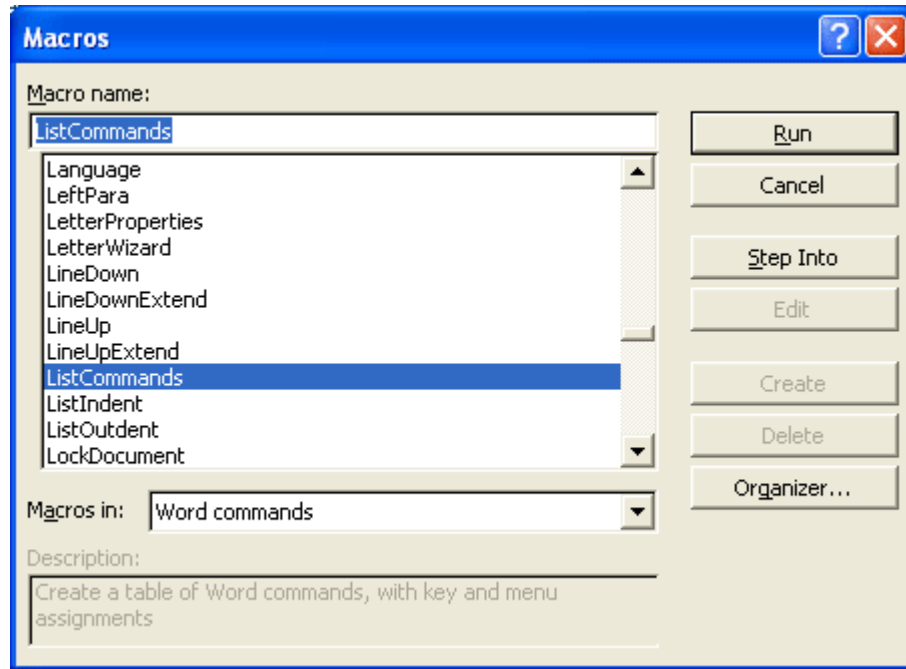 Macros
Macro name:
ListCommands
Language
LeftPara
LetterProperties
LetterWizard
LineDown
LineDownExtend
LineUp
LineUpExtend
ListCommands
ListIndent
ListOutdent
LockDocument
Run
Cancel
Step Into
Edit
Create
Delete
Organizer...
Macros in:
Word commands
Description:
Create a table of Word commands, with key and menu
assignments